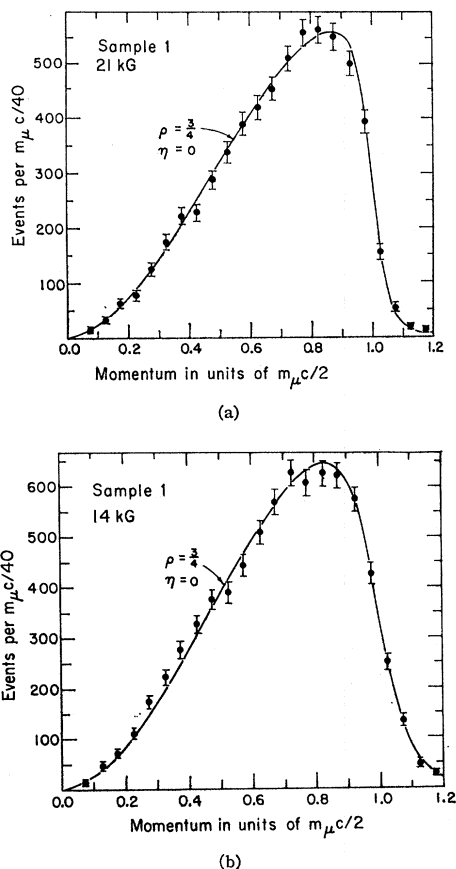 Sample 1
21 kG
ρ = 3/4
η = 0
Events per mμc/40
500
400
300
200
100
0.0 0.2 0.4 0.6 0.8 1.0 1.2
Momentum in units of mμc/2
(a)
Sample 1
14 kG
ρ = 3/4
η = 0
Events per mμc/40
600
500
400
300
200
100
0.0 0.2 0.4 0.6 0.8 1.0 1.2
Momentum in units of mμc/2
(b)